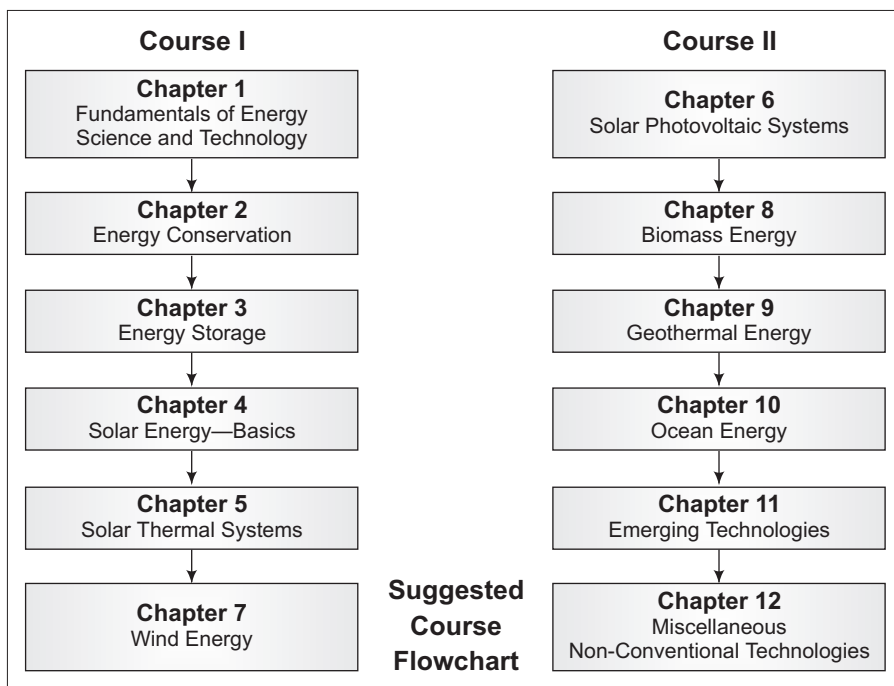 Course I
Chapter 1
Fundamentals of Energy
Science and Technology
Chapter 2
Energy Conservation
Chapter 3
Energy Storage
Chapter 4
Solar Energy—Basics
Chapter 5
Solar Thermal Systems
Chapter 7
Wind Energy
Suggested
Course
Flowchart
Course II
Chapter 6
Solar Photovoltaic Systems
Chapter 8
Biomass Energy
Chapter 9
Geothermal Energy
Chapter 10
Ocean Energy
Chapter 11
Emerging Technologies
Chapter 12
Miscellaneous
Non-Conventional Technologies